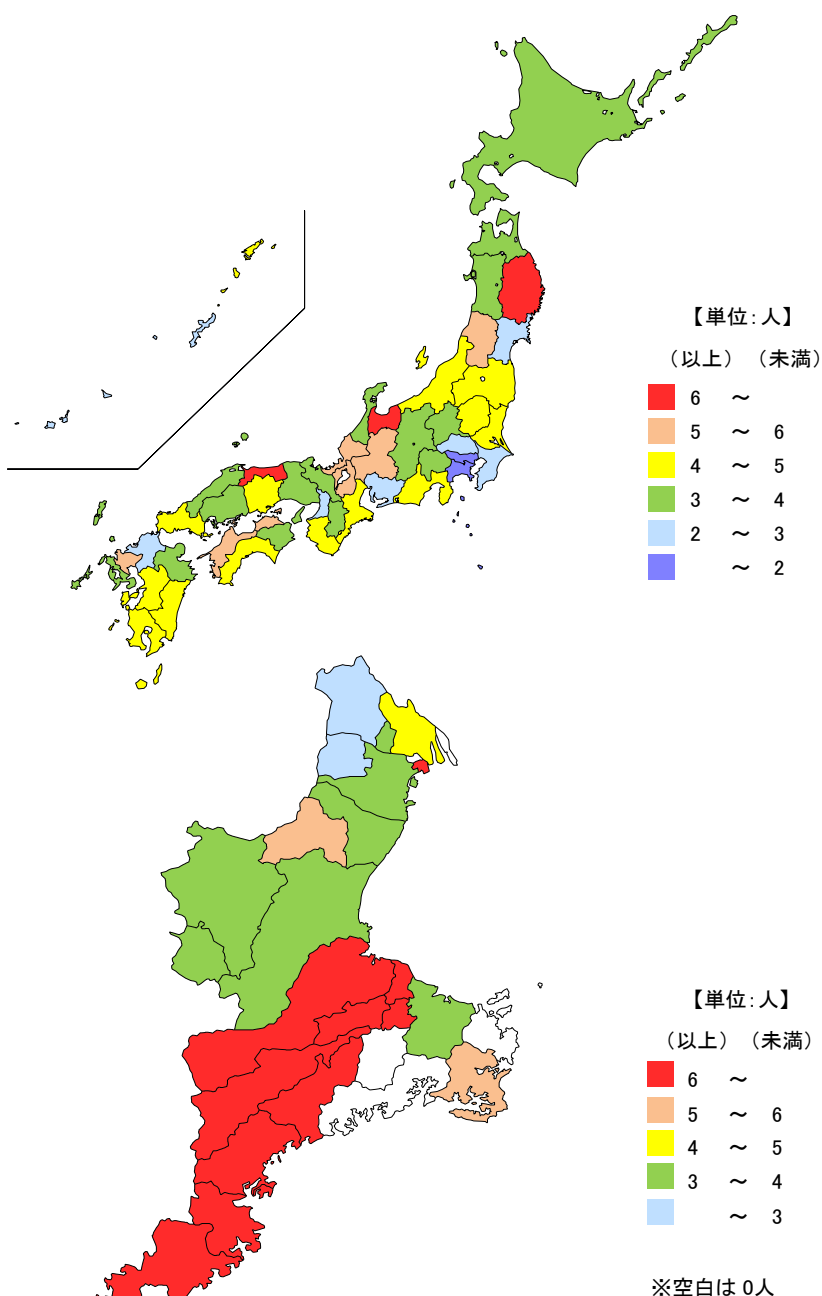 【単位:人】
(以上) (未満)
6 ～
5 ～ 6
4 ～ 5
3 ～ 4
2 ～ 3
～ 2
【単位:人】
(以上) (未満)
6 ～
5 ～ 6
4 ～ 5
3 ～ 4
～ 3
※空白は 0人